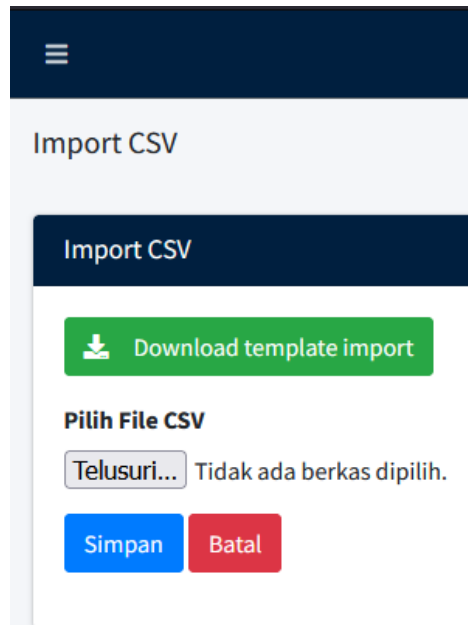 Import CSV
Import CSV
Download template import
Pilih File CSV
Telusuri... Tidak ada berkas dipilih.
Simpan Batal